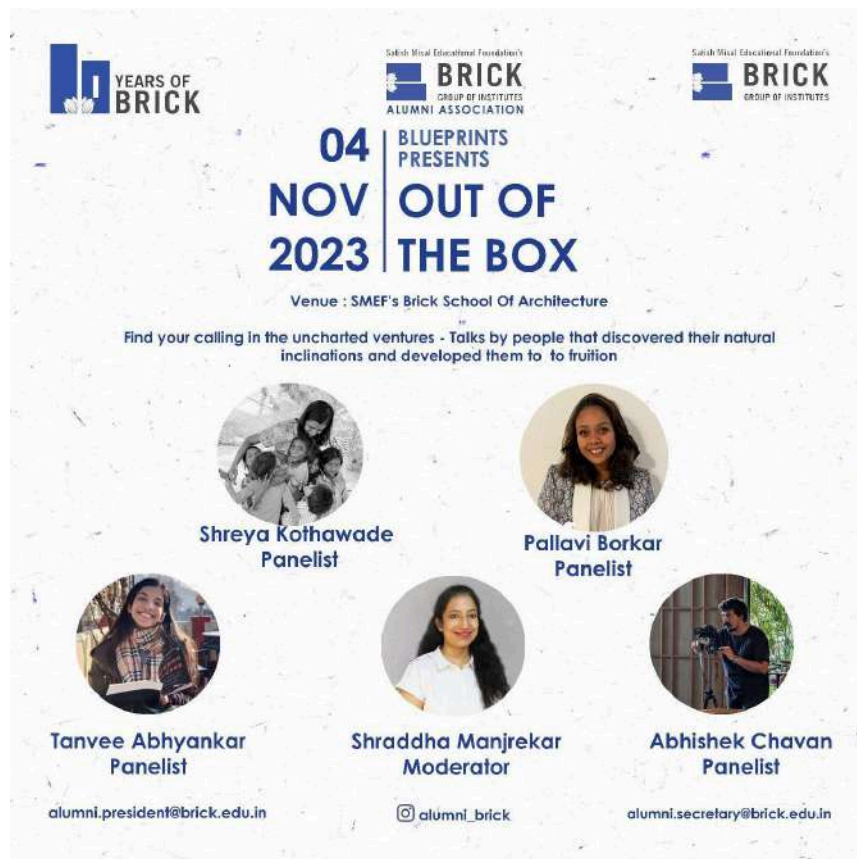 YEARS OF
BRICK
Satish Misal Educational Foundation's
BRICK
GROUP OF INSTITUTES
ALUMNI ASSOCIATION
Satish Misal Educational Foundation's
BRICK
GROUP OF INSTITUTES
04
NOV
2023
BLUEPRINTS
PRESENTS
OUT OF
THE BOX
Venue : SMEF's Brick School Of Architecture
Find your calling in the uncharted ventures - Talks by people that discovered their natural
inclinations and developed them to to fruition
Shreya Kothawade
Panelist
Pallavi Borkar
Panelist
Tanvee Abhyankar
Panelist
Shraddha Manjrekar
Moderator
Abhishek Chavan
Panelist
alumni.president@brick.edu.in
alumni_brick
alumni.secretary@brick.edu.in